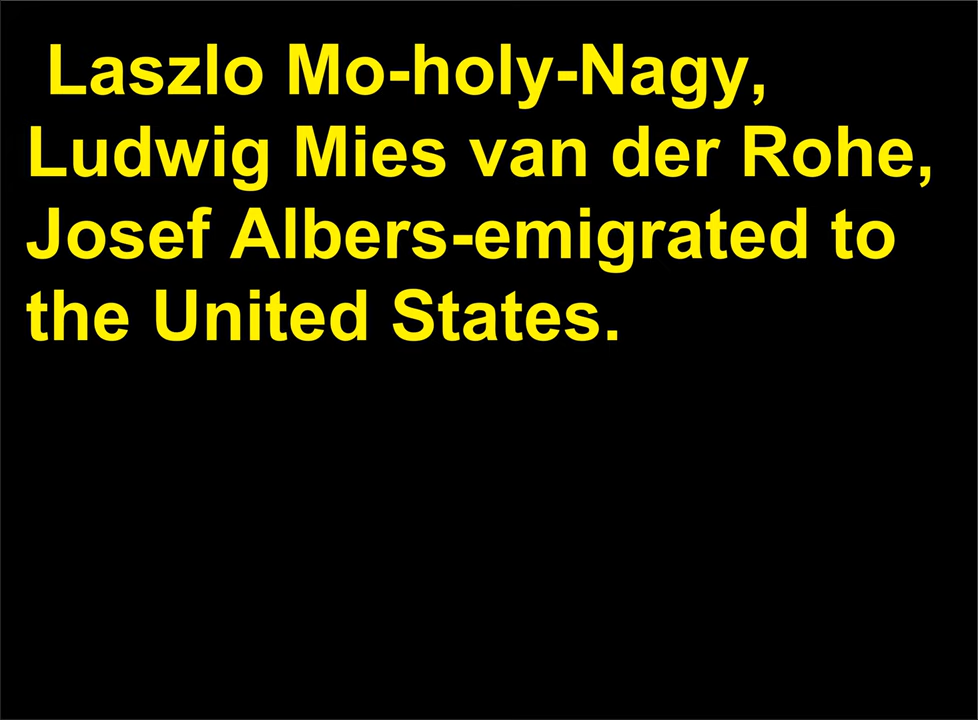 Laszlo Mo-holy-Nagy,
Ludwig Mies van der Rohe,
Josef Albers-emigrated to
the United States.